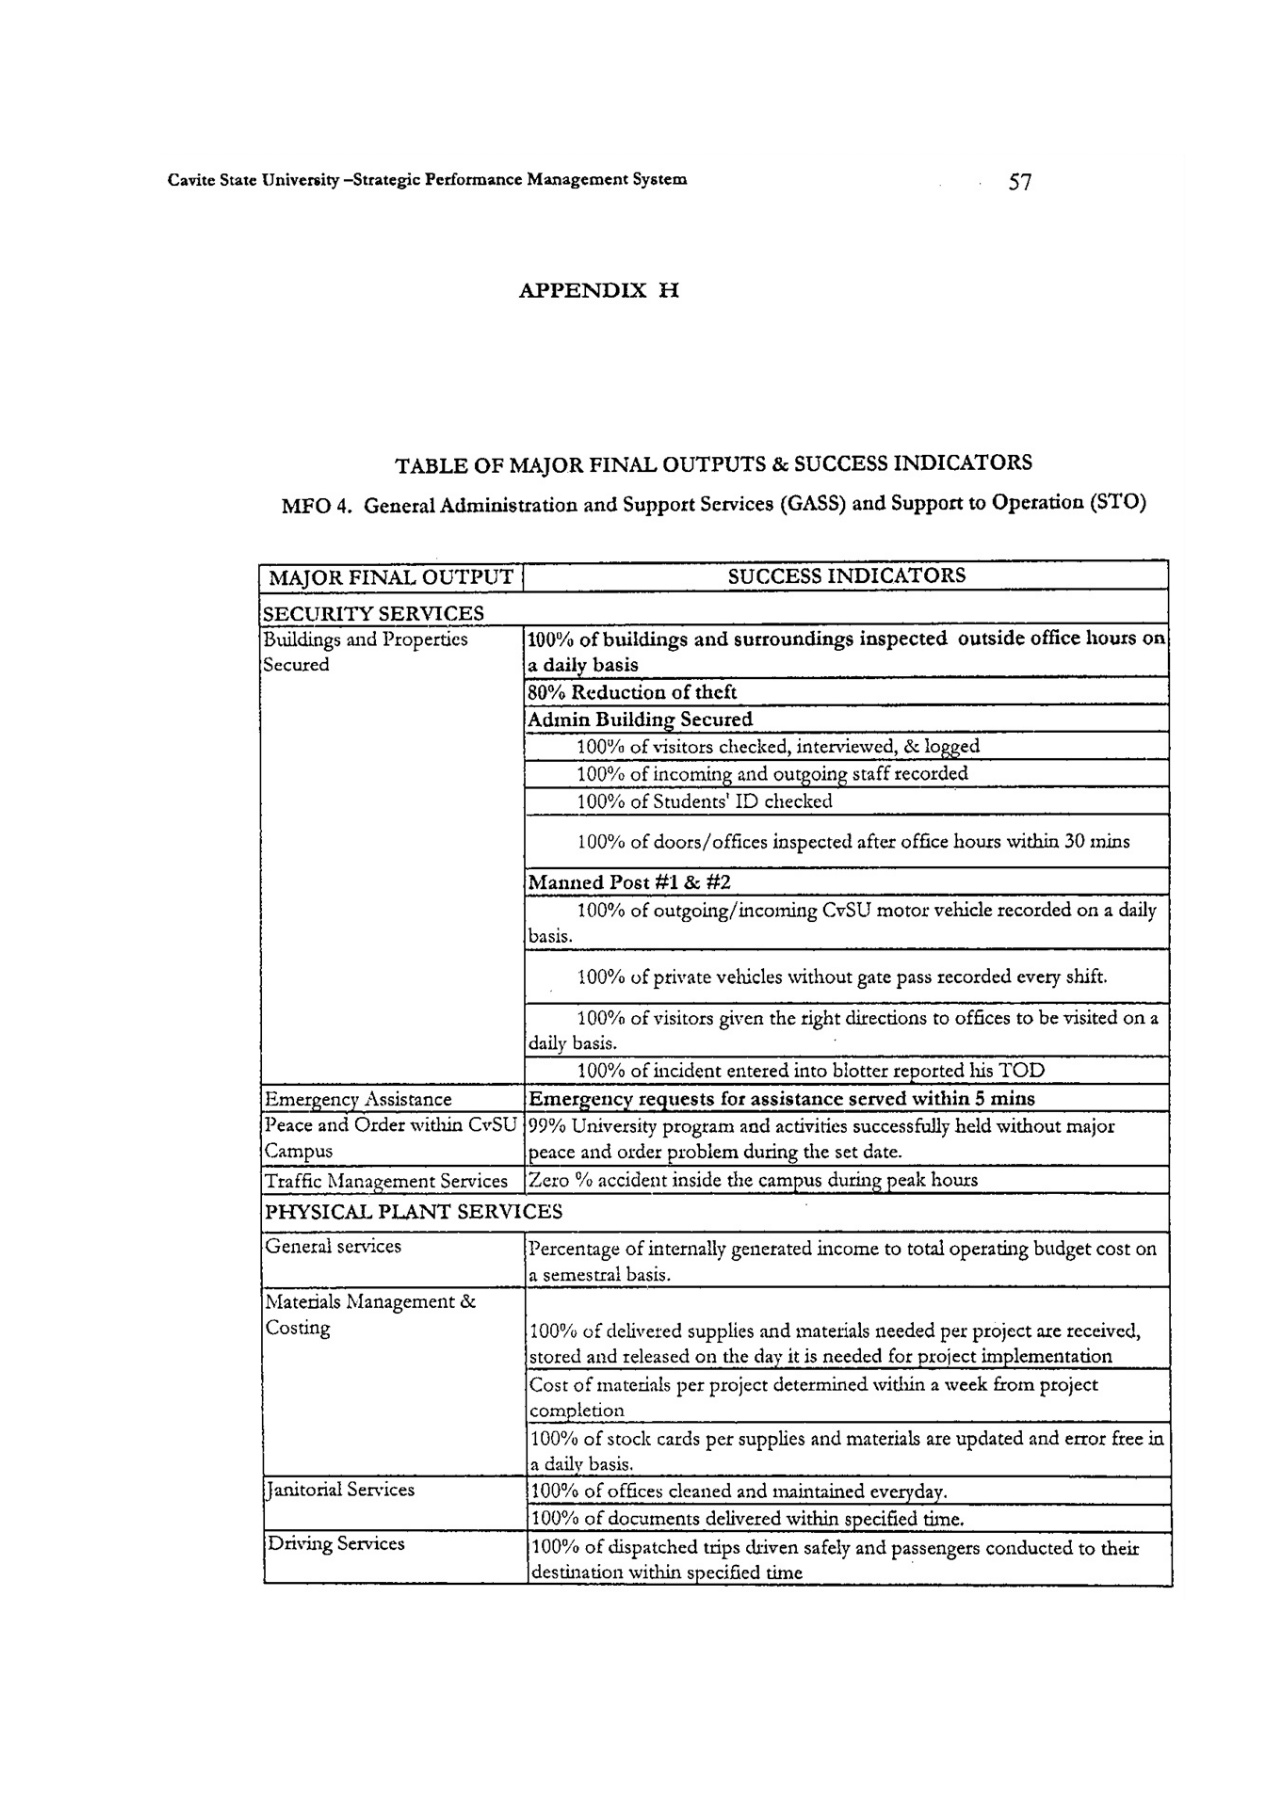 Cavite State University –Strategic Performance Management System 57
APPENDIX H
TABLE OF MAJOR FINAL OUTPUTS & SUCCESS INDICATORS
MFO 4. General Administration and Support Services (GASS) and Support to Operation (STO)
MAJOR FINAL OUTPUT SUCCESS INDICATORS
SECURITY SERVICES
Buildings and Properties
Secured
100% of buildings and surroundings inspected outside office hours on
a daily basis
80% Reduction of theft
Admin Building Secured
100% of visitors checked, interviewed, & logged
100% of incoming and outgoing staff recorded
100% of Students' ID checked
100% of doors/offices inspected after office hours within 30 mins
Manned Post #1 & #2
100% of outgoing/incoming CvSU motor vehicle recorded on a daily
basis.
100% of private vehicles without gate pass recorded every shift.
100% of visitors given the right directions to offices to be visited on a
daily basis.
100% of incident entered into blotter reported his TOD
Emergency Assistance
Emergency requests for assistance served within 5 mins
Peace and Order within CvSU
Campus
99% University program and activities successfully held without major
peace and order problem during the set date.
Traffic Management Services
Zero % accident inside the campus during peak hours
PHYSICAL PLANT SERVICES
General services
Percentage of internally generated income to total operating budget cost on
a semestral basis.
Materials Management &
Costing
100% of delivered supplies and materials needed per project are received,
stored and released on the day it is needed for project implementation
Cost of materials per project determined within a week from project
completion
100% of stock cards per supplies and materials are updated and error free in
a daily basis.
Janitorial Services
100% of offices cleaned and maintained everyday.
100% of documents delivered within specified time.
Driving Services
100% of dispatched trips driven safely and passengers conducted to their
destination within specified time